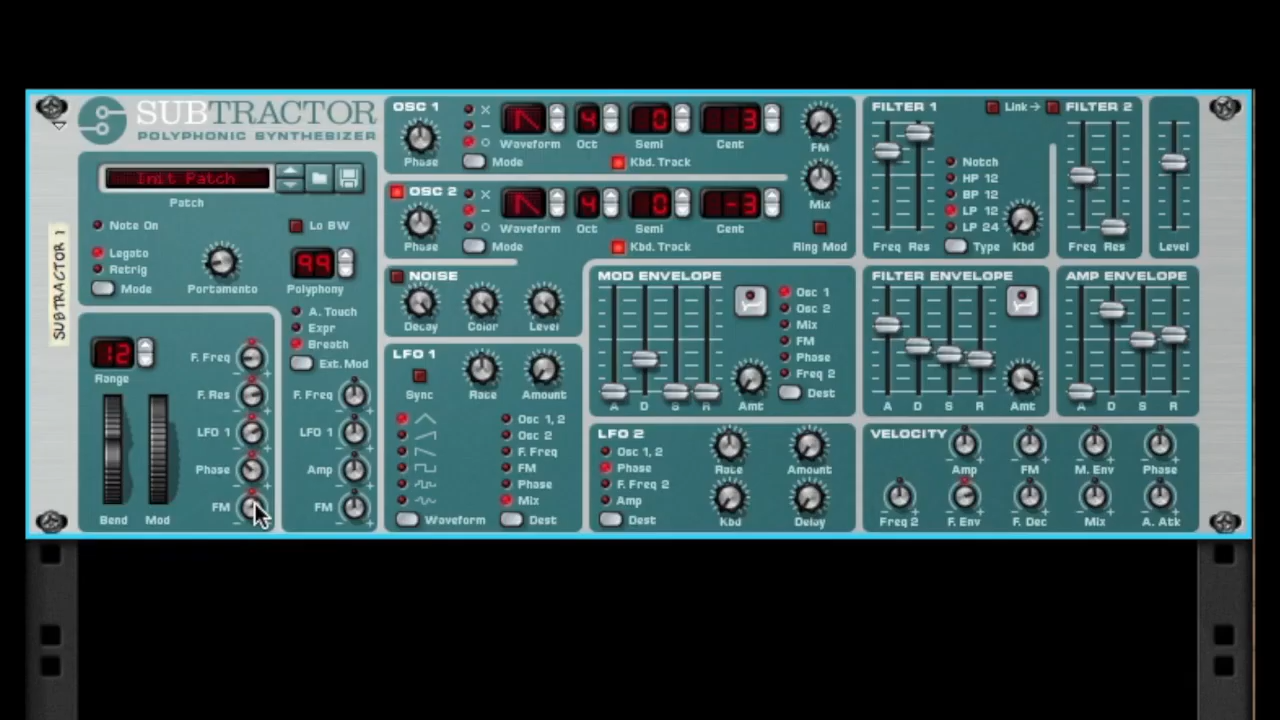 SUBTRACTOR
POLYPHONIC SYNTHESIZER
Init Patch
Patch
Note On
Lo BW
Legato
Retrig
Mode
Portamento
99
Polyphony
SUBTRACTOR 1
12
Range
Bend
Mod
F. Freq
F. Res
LFO 1
Phase
FM
A. Touch
Expr
Breath
Ext. Mod
F. Freq
LFO 1
Amp
FM
OSC 1
Phase
Mode
Waveform
4
Oct
0
Semi
3
Cent
Kbd. Track
FM
OSC 2
Phase
Mode
Waveform
4
Oct
0
Semi
-3
Cent
Kbd. Track
Mix
Ring Mod
NOISE
Decay
Color
Level
LFO 1
Sync
Rate
Amount
Osc 1, 2
Osc 2
F. Freq
FM
Phase
Mix
Waveform
Dest
MOD ENVELOPE
A D S R
Amt
Osc 1
Osc 2
Mix
FM
Phase
Freq 2
Dest
LFO 2
Osc 1, 2
Phase
F. Freq 2
Amp
Dest
Rate
Amount
Kbd
Delay
FILTER 1
Link
FILTER 2
Notch
HP 12
BP 12
LP 12
LP 24
Type
Freq Res
Kbd
Freq Res
Level
FILTER ENVELOPE
A D S R
Amt
AMP ENVELOPE
A D S R
VELOCITY
Amp
FM
M. Env
Phase
Freq 2
F. Env
F. Dec
Mix
A. Atk